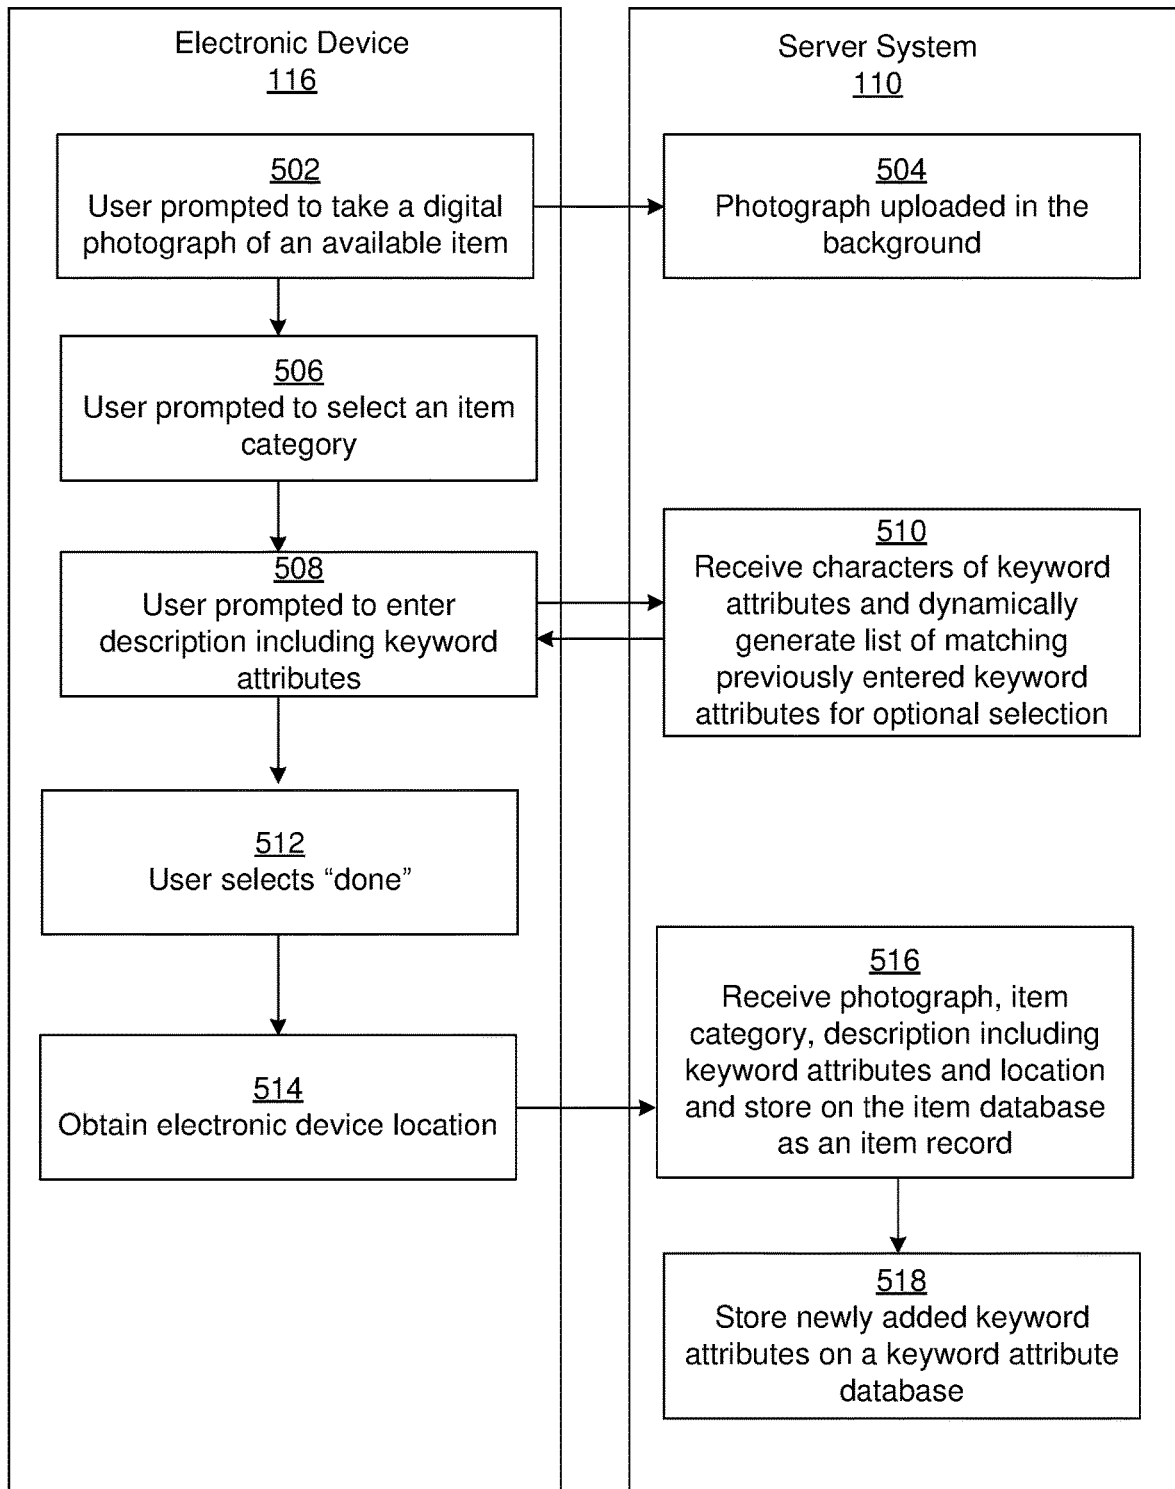 Electronic Device
116
Server System
110
502
User prompted to take a digital
photograph of an available item
504
Photograph uploaded in the
background
506
User prompted to select an item
category
508
User prompted to enter
description including keyword
attributes
510
Receive characters of keyword
attributes and dynamically
generate list of matching
previously entered keyword
attributes for optional selection
512
User selects “done”
514
Obtain electronic device location
516
Receive photograph, item
category, description including
keyword attributes and location
and store on the item database
as an item record
518
Store newly added keyword
attributes on a keyword attribute
database